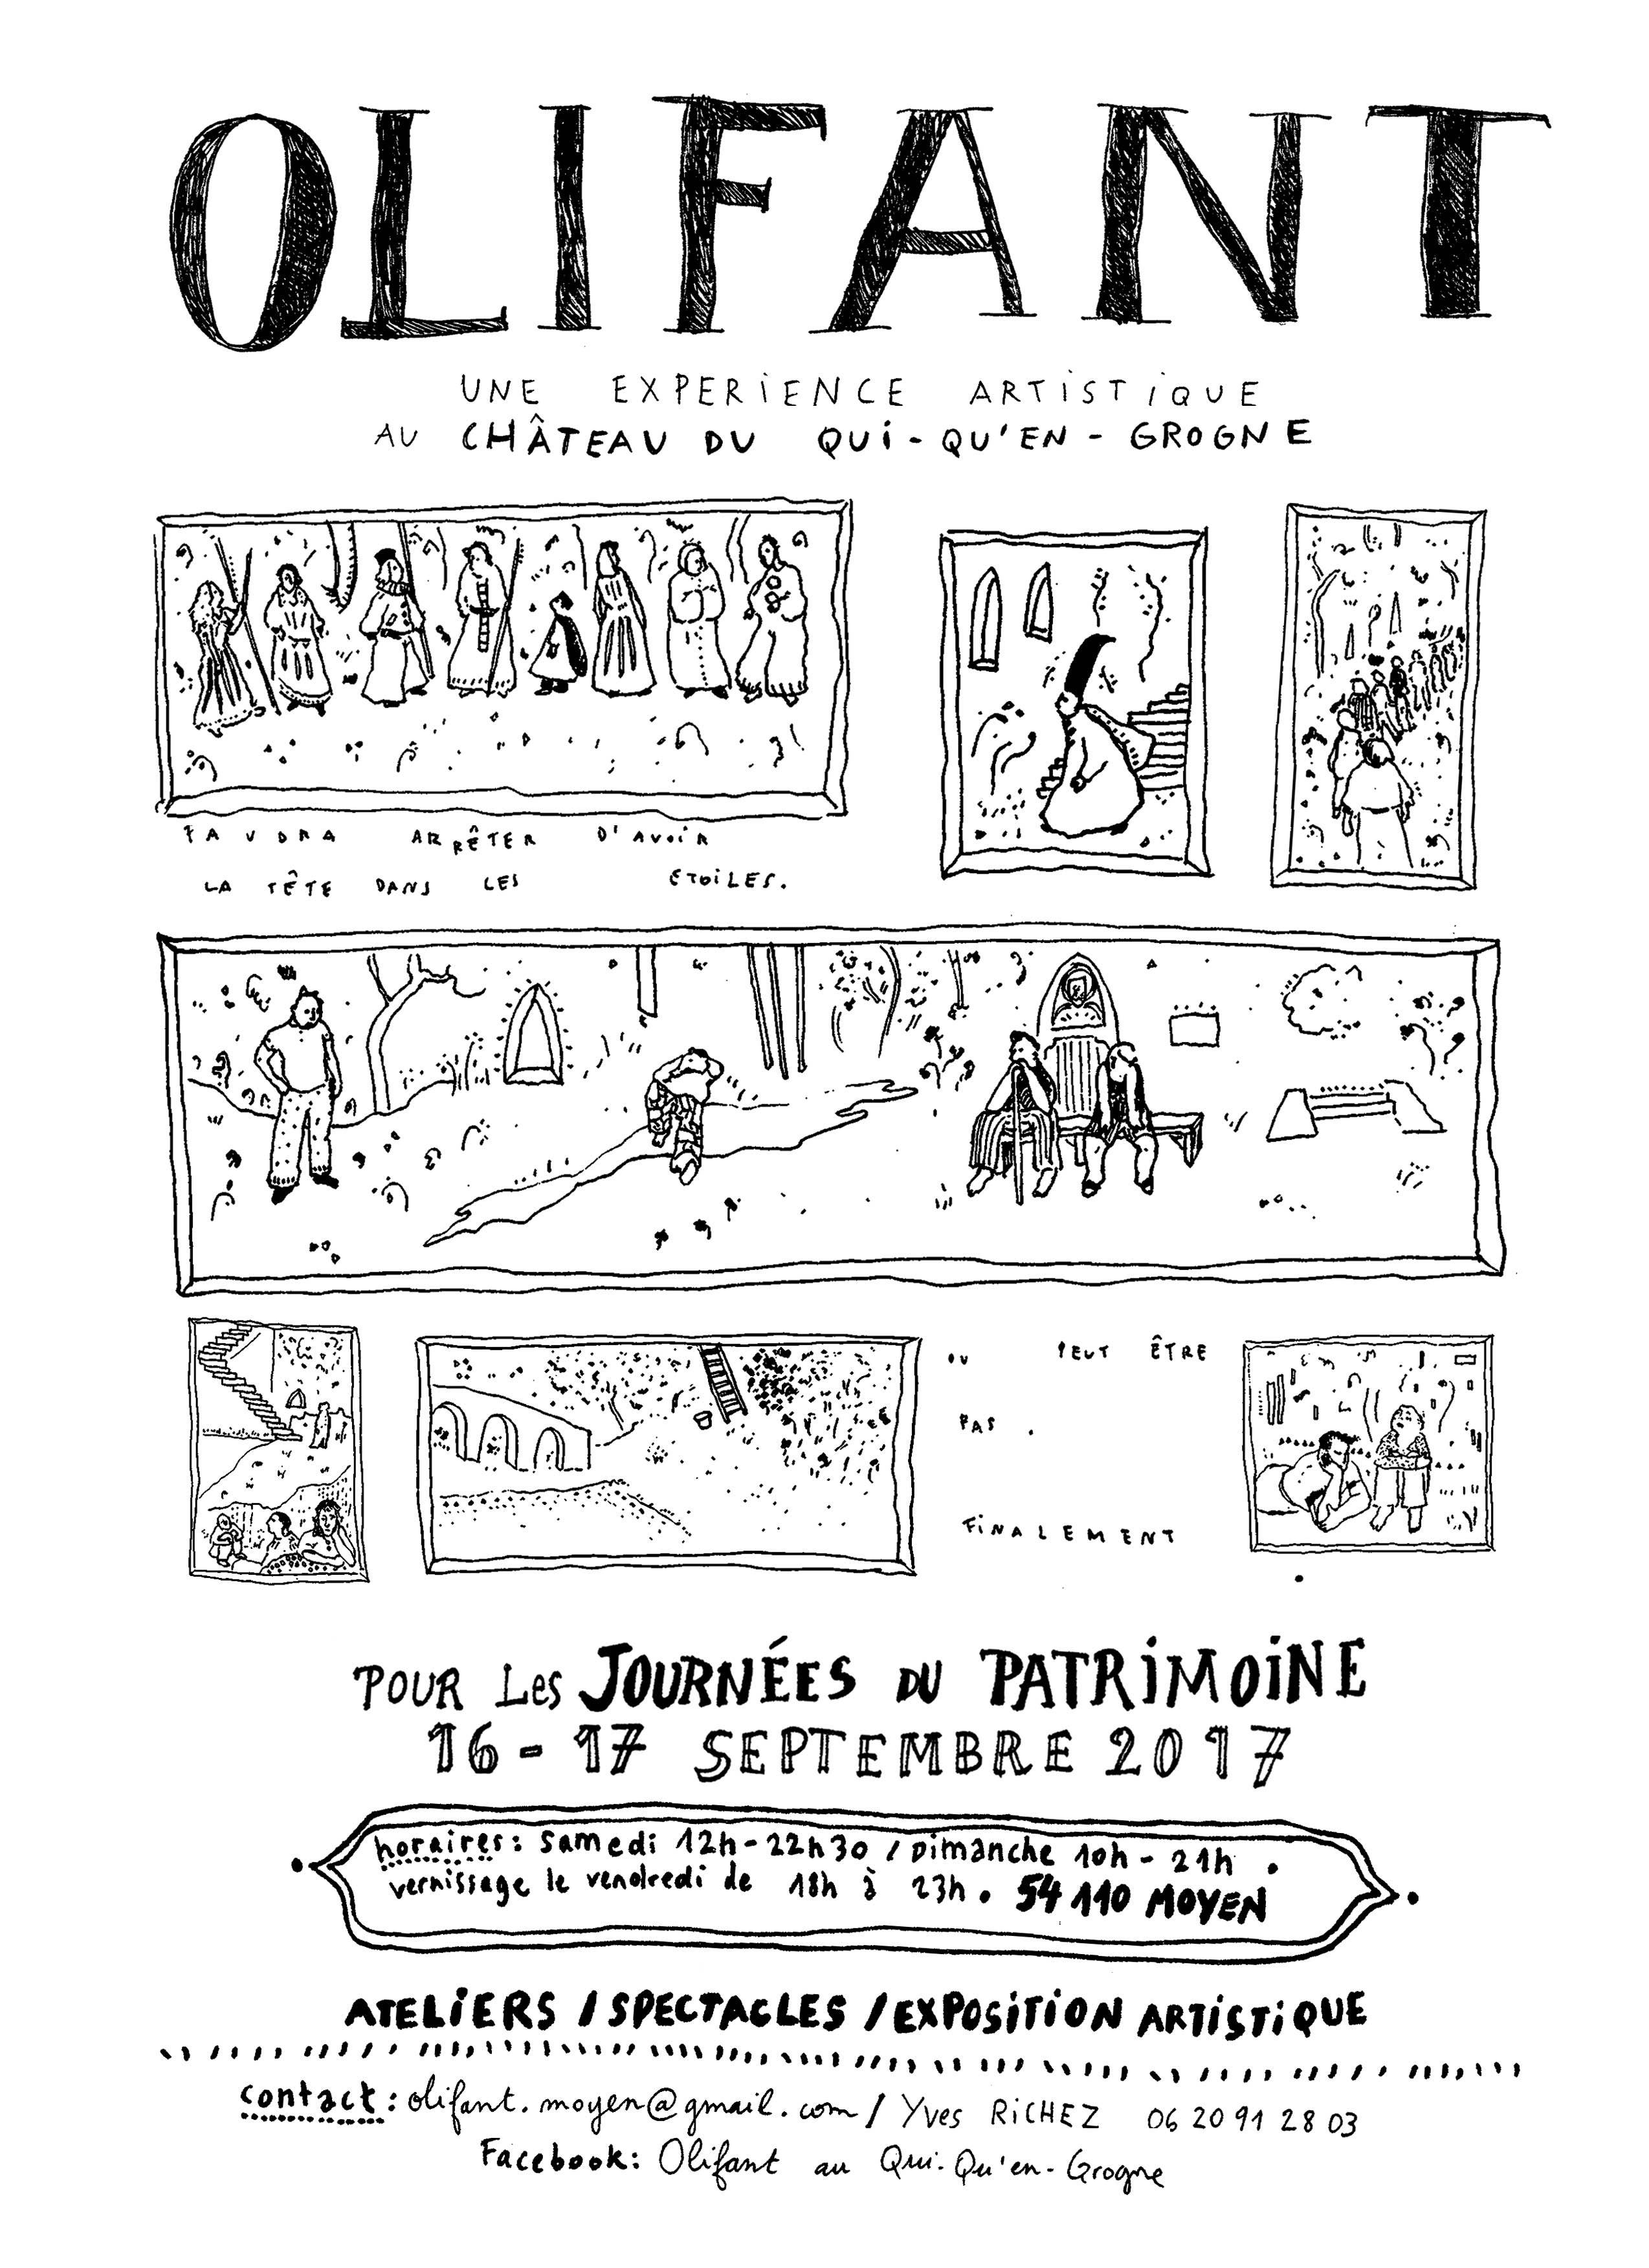 OLIFANT
UNE EXPERIENCE ARTISTIQUE
AU CHÂTEAU DU QUI-QU'EN-GROGNE
FAUDRA ARRÊTER D'AVOIR
LA TÊTE DANS LES ETOILES.
OU PEUT ÊTRE
PAS.
FINALEMENT
POUR Les JOURNÉES DU PATRIMOINE
16-17 SEPTEMBRE 2017
horaires: samedi 12h-22h30 / Dimanche 10h-21h.
vernissage le vendredi de 18h à 23h. 54110 MOYEN
ATELIERS / SPECTACLES / EXPOSITION ARTISTIQUE
contact: olifant.moyen@gmail.com / Yves RICHEZ 06 20 91 28 03
Facebook: Olifant au Qui-Qu'en-Grogne